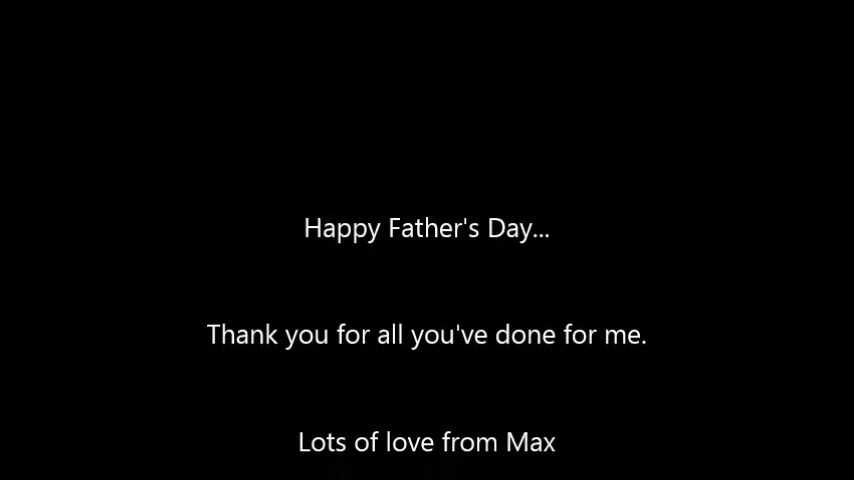 Happy Father's Day...
Thank you for all you've done for me.
Lots of love from Max